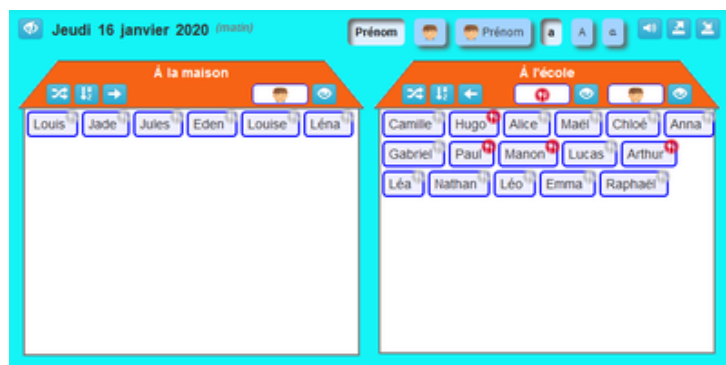 Jeudi 16 janvier 2020 (matin)
Prénom Prénom a A a
À la maison
Louis Jade Jules Eden Louise Léna
À l'école
Camille Hugo Alice Maël Chloé Anna
Gabriel Paul Manon Lucas Arthur
Léa Nathan Léo Emma Raphaël